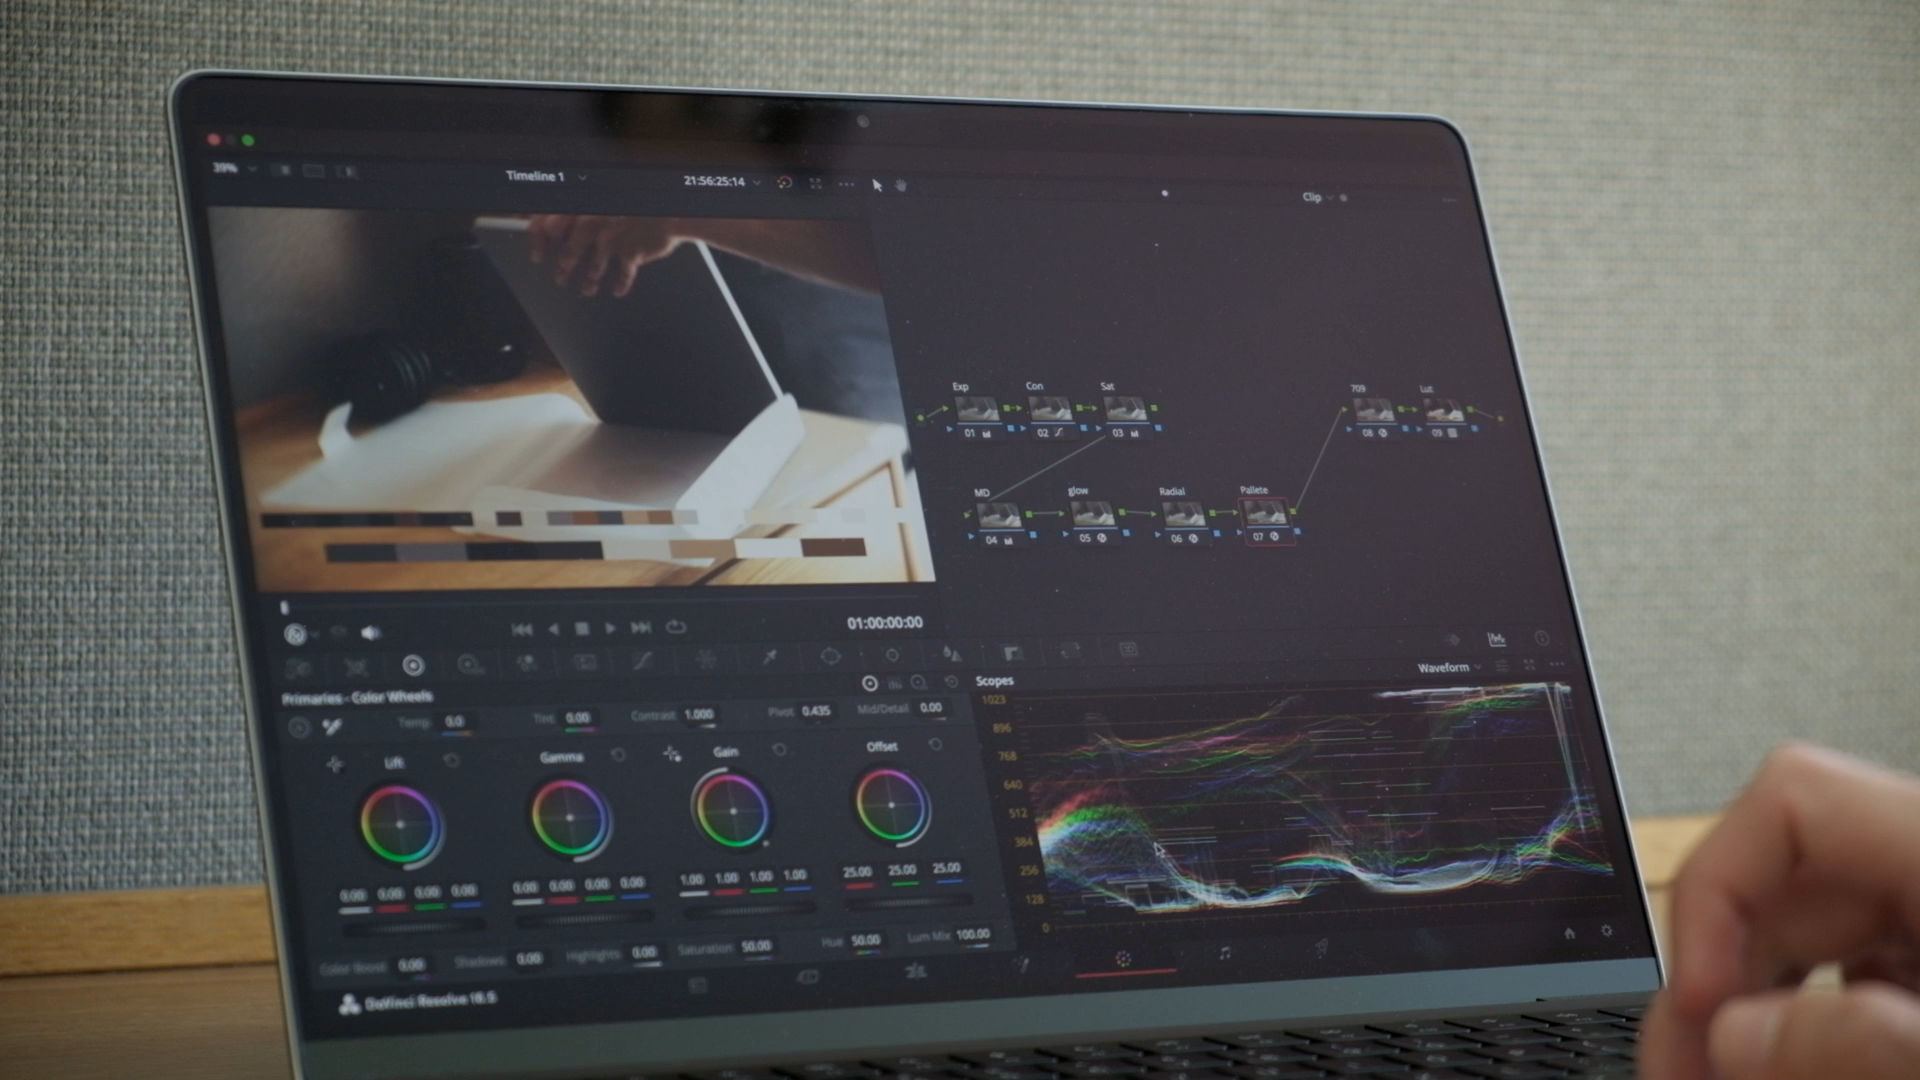 39%
Timeline 1
21:56:25:14
Clip
Exp
Con
Sat
709
Lut
01
02
03
08
09
MD
glow
Radial
Pallete
04
05
06
07
01:00:00:00
Primaries - Color Wheels
Temp 0.0
Tint 0.00
Contrast 1.000
Pivot 0.435
Mid/Detail 0.00
Lift
Gamma
Gain
Offset
0.00 0.00 0.00 0.00
0.00 0.00 0.00 0.00
1.00 1.00 1.00 1.00
25.00 25.00 25.00
Color Boost 0.00
Shadows 0.00
Highlights 0.00
Saturation 50.00
Hue 50.00
Lum Mix 100.00
Scopes
Waveform
1023
896
768
640
512
384
256
128
0
DaVinci Resolve 18.5